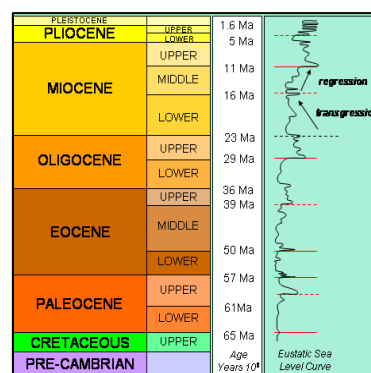 PLEISTOCENE
PLIOCENE UPPER
LOWER
1.6 Ma
5 Ma
MIOCENE
UPPER
MIDDLE
LOWER
11 Ma
16 Ma
23 Ma
regression
transgression
OLIGOCENE
UPPER
LOWER
29 Ma
36 Ma
EOCENE
UPPER
MIDDLE
LOWER
39 Ma
50 Ma
57 Ma
PALEOCENE
UPPER
LOWER
61Ma
65 Ma
CRETACEOUS UPPER
PRE-CAMBRIAN
Age
Years 10⁶
Eustatic Sea
Level Curve